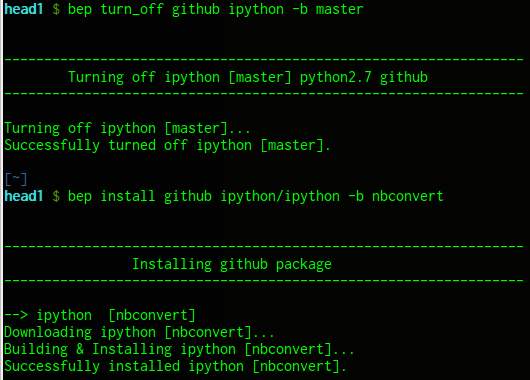 head1 $ bep turn_off github ipython -b master
-----------------------------------------------------------------
Turning off ipython [master] python2.7 github
-----------------------------------------------------------------
Turning off ipython [master]...
Successfully turned off ipython [master].
[~]
head1 $ bep install github ipython/ipython -b nbconvert
-----------------------------------------------------------------
Installing github package
-----------------------------------------------------------------
--> ipython  [nbconvert]
Downloading ipython [nbconvert]...
Building & Installing ipython [nbconvert]...
Successfully installed ipython [nbconvert].